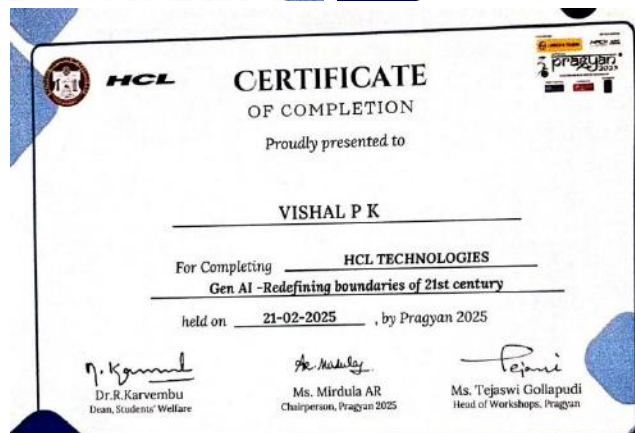 HCL
CERTIFICATE
OF COMPLETION
Proudly presented to
VISHAL P K
For Completing HCL TECHNOLOGIES
Gen AI -Redefining boundaries of 21st century
held on 21-02-2025 , by Pragyan 2025
Dr.R.Karvembu
Dean, Students' Welfare
Ms. Mirdula AR
Chairperson, Pragyan 2025
Ms. Tejaswi Gollapudi
Head of Workshops, Pragyan
pragyan